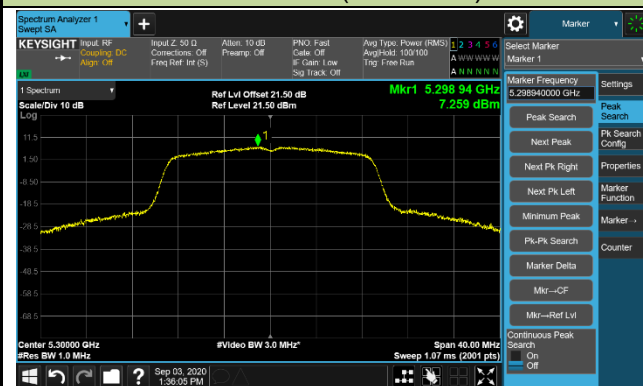 Spectrum Analyzer 1
Swept SA
+
Marker
KEYSIGHT
Input: RF
Coupling: DC
Align: Off
Input Z: 50 Ω
Corrections: Off
Freq Ref: Int (S)
Atten: 10 dB
Preamp: Off
PNO: Fast
Gate: Off
IF Gain: Low
Sig Track: Off
Avg Type: Power (RMS)
Avg|Hold: 100/100
Trig: Free Run
1 2 3 4 5 6
A W W W W W
A N N N N N
LXI
Select Marker
Marker 1
1 Spectrum
Scale/Div 10 dB
Log
Ref Lvl Offset 21.50 dB
Ref Level 21.50 dBm
Mkr1 5.298 94 GHz
7.259 dBm
1
11.5
1.50
-8.50
-18.5
-28.5
-38.5
-48.5
-58.5
-68.5
Center 5.30000 GHz
#Res BW 1.0 MHz
#Video BW 3.0 MHz*
Span 40.00 MHz
Sweep 1.07 ms (2001 pts)
Marker Frequency
5.298940000 GHz
Peak Search
Next Peak
Next Pk Right
Next Pk Left
Minimum Peak
Pk-Pk Search
Marker Delta
Mkr→CF
Mkr→Ref Lvl
Continuous Peak
Search
On
Off
Settings
Peak
Search
Pk Search
Config
Properties
Marker
Function
Marker→
Counter
?
Sep 03, 2020
1:36:05 PM